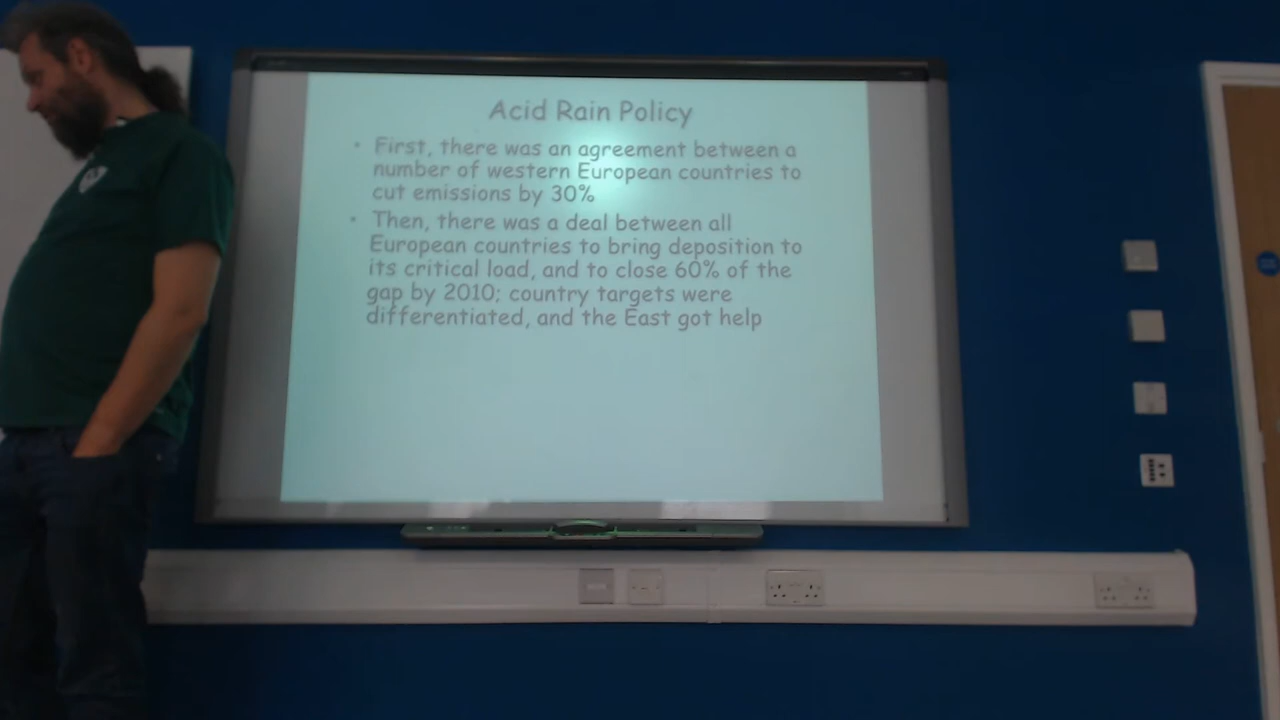 Acid Rain Policy
• First, there was an agreement between a
number of western European countries to
cut emissions by 30%
• Then, there was a deal between all
European countries to bring deposition to
its critical load, and to close 60% of the
gap by 2010; country targets were
differentiated, and the East got help